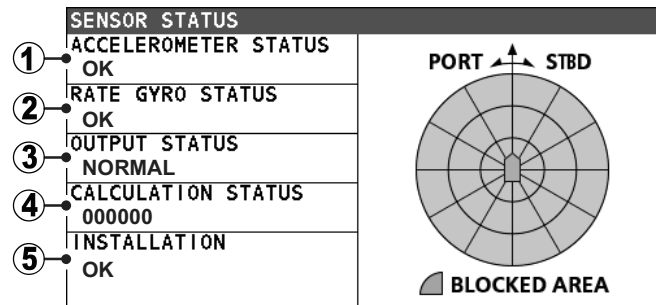 SENSOR STATUS
1 ACCELEROMETER STATUS
OK
2 RATE GYRO STATUS
OK
3 OUTPUT STATUS
NORMAL
4 CALCULATION STATUS
000000
5 INSTALLATION
OK
PORT STBD
BLOCKED AREA